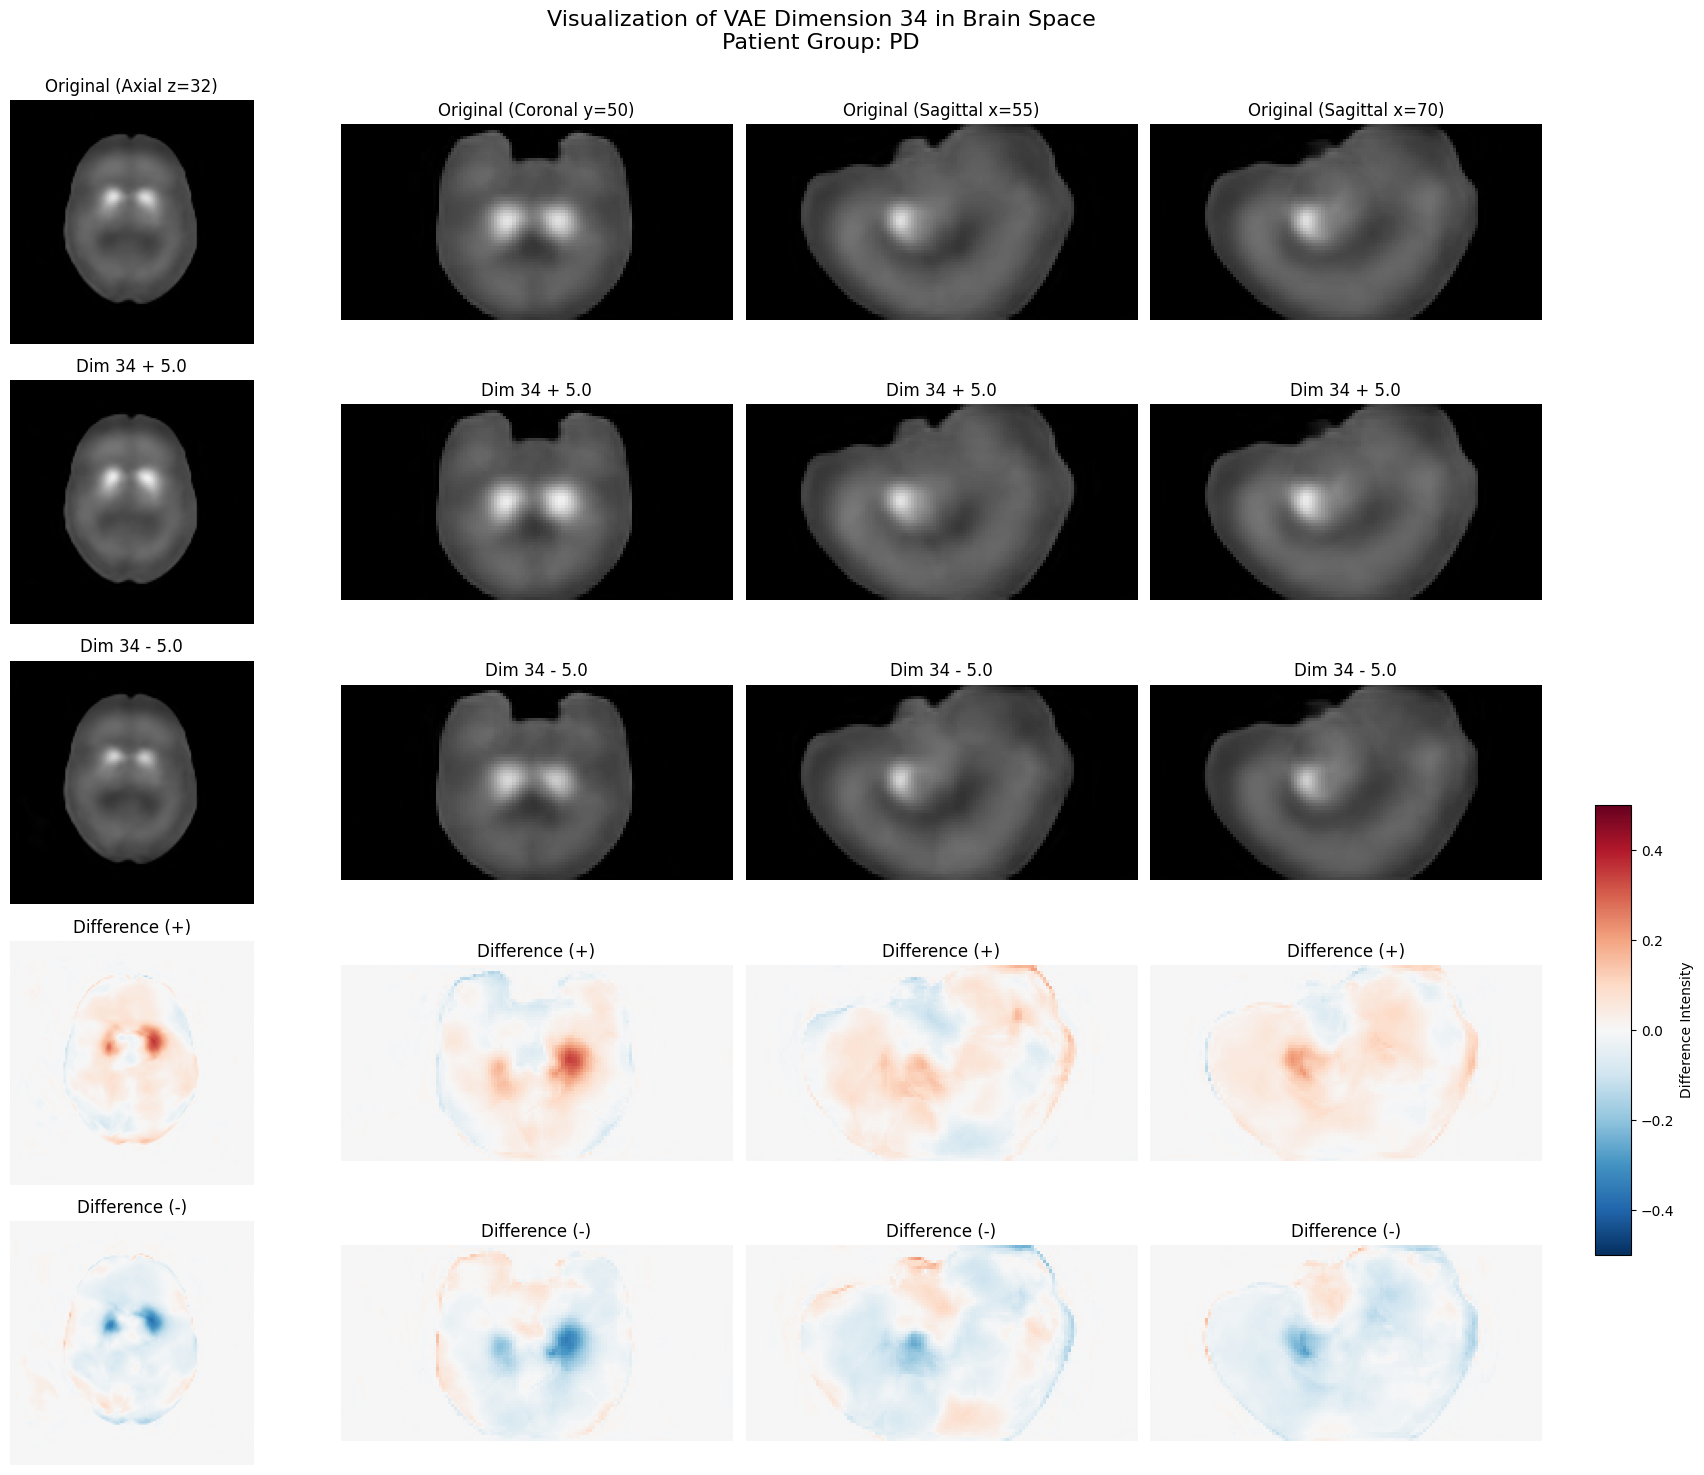 Visualization of VAE Dimension 34 in Brain Space
Patient Group: PD
Original (Axial z=32)
Original (Coronal y=50)
Original (Sagittal x=55)
Original (Sagittal x=70)
Dim 34 + 5.0
Dim 34 + 5.0
Dim 34 + 5.0
Dim 34 + 5.0
Dim 34 - 5.0
Dim 34 - 5.0
Dim 34 - 5.0
Dim 34 - 5.0
Difference (+)
Difference (+)
Difference (+)
Difference (+)
Difference (-)
Difference (-)
Difference (-)
Difference (-)
0.4
0.2
0.0
−0.2
−0.4
Difference Intensity